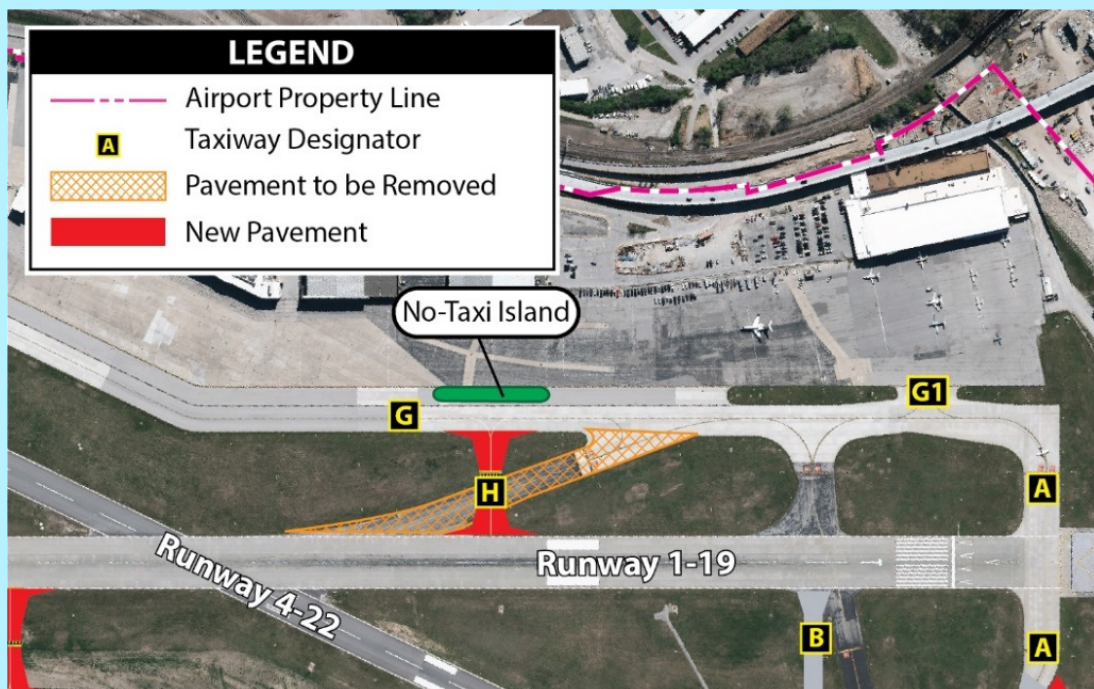 LEGEND
Airport Property Line
A
Taxiway Designator
Pavement to be Removed
New Pavement
No-Taxi Island
G1
G
H
A
Runway 1-19
Runway 4-22
B
A